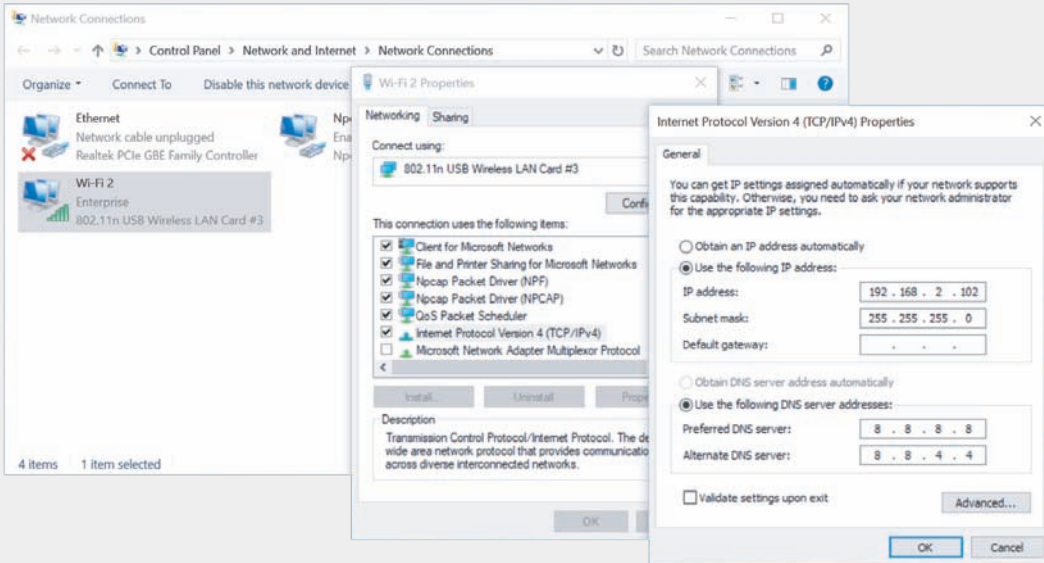 Network Connections
Control Panel > Network and Internet > Network Connections
Search Network Connections
Organize
Connect To
Disable this network device
Ethernet
Network cable unplugged
Realtek PCIe GBE Family Controller
Wi-Fi 2
Enterprise
802.11n USB Wireless LAN Card #3
4 items
1 item selected
Wi-Fi 2 Properties
Networking
Sharing
Connect using:
802.11n USB Wireless LAN Card #3
This connection uses the following items:
Client for Microsoft Networks
File and Printer Sharing for Microsoft Networks
Npcap Packet Driver (NPF)
Npcap Packet Driver (NPCAP)
QoS Packet Scheduler
Internet Protocol Version 4 (TCP/IPv4)
Microsoft Network Adapter Multiplexor Protocol
Install...
Uninstall
Description
Transmission Control Protocol/Internet Protocol. The
wide area network protocol that provides
across diverse interconnected networks.
OK
Internet Protocol Version 4 (TCP/IPv4) Properties
General
You can get IP settings assigned automatically if your network supports
this capability. Otherwise, you need to ask your network administrator
for the appropriate IP settings.
Obtain an IP address automatically
Use the following IP address:
IP address: 192 . 168 . 2 . 102
Subnet mask: 255 . 255 . 255 . 0
Default gateway: . . .
Obtain DNS server address automatically
Use the following DNS server addresses:
Preferred DNS server: 8 . 8 . 8 . 8
Alternate DNS server: 8 . 8 . 4 . 4
Validate settings upon exit
Advanced...
OK
Cancel